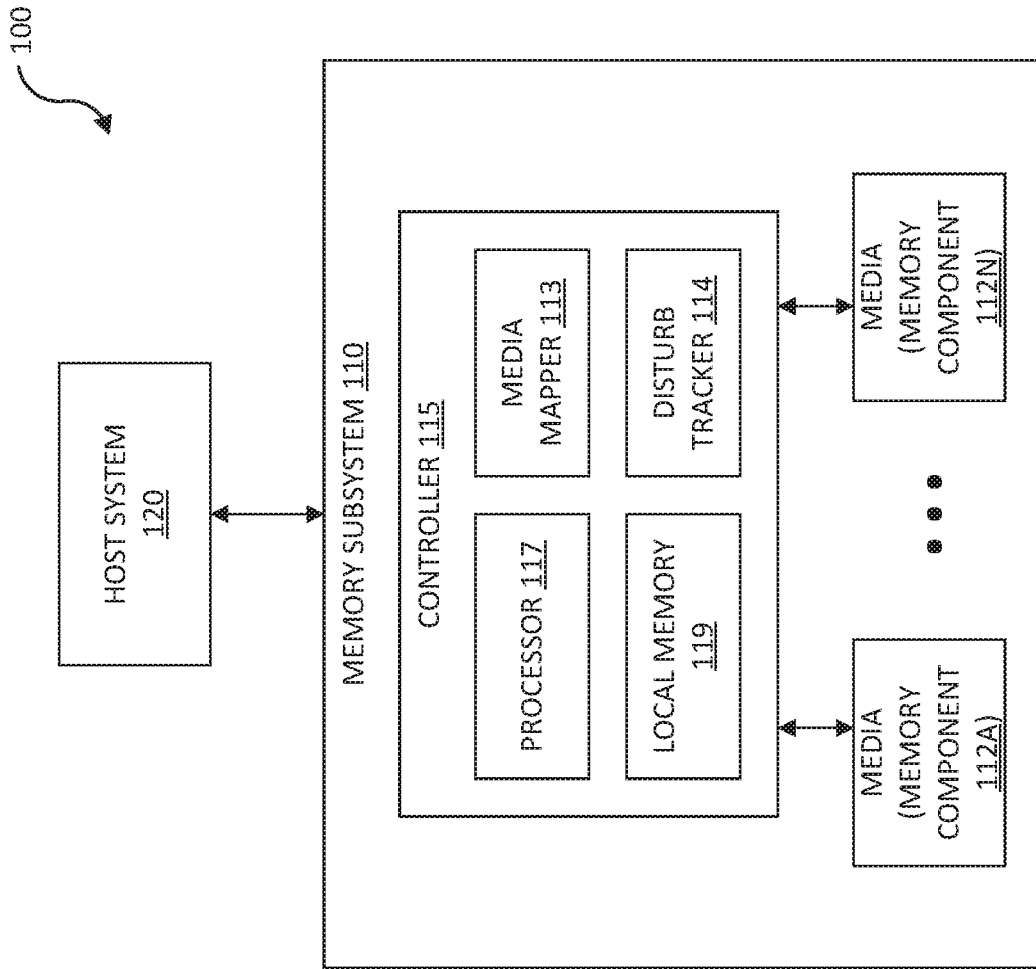 100
HOST SYSTEM
120
MEMORY SUBSYSTEM 110
CONTROLLER 115
PROCESSOR 117
MEDIA
MAPPER 113
LOCAL MEMORY
119
DISTURB
TRACKER 114
MEDIA
(MEMORY
COMPONENT
112A)
MEDIA
(MEMORY
COMPONENT
112N)